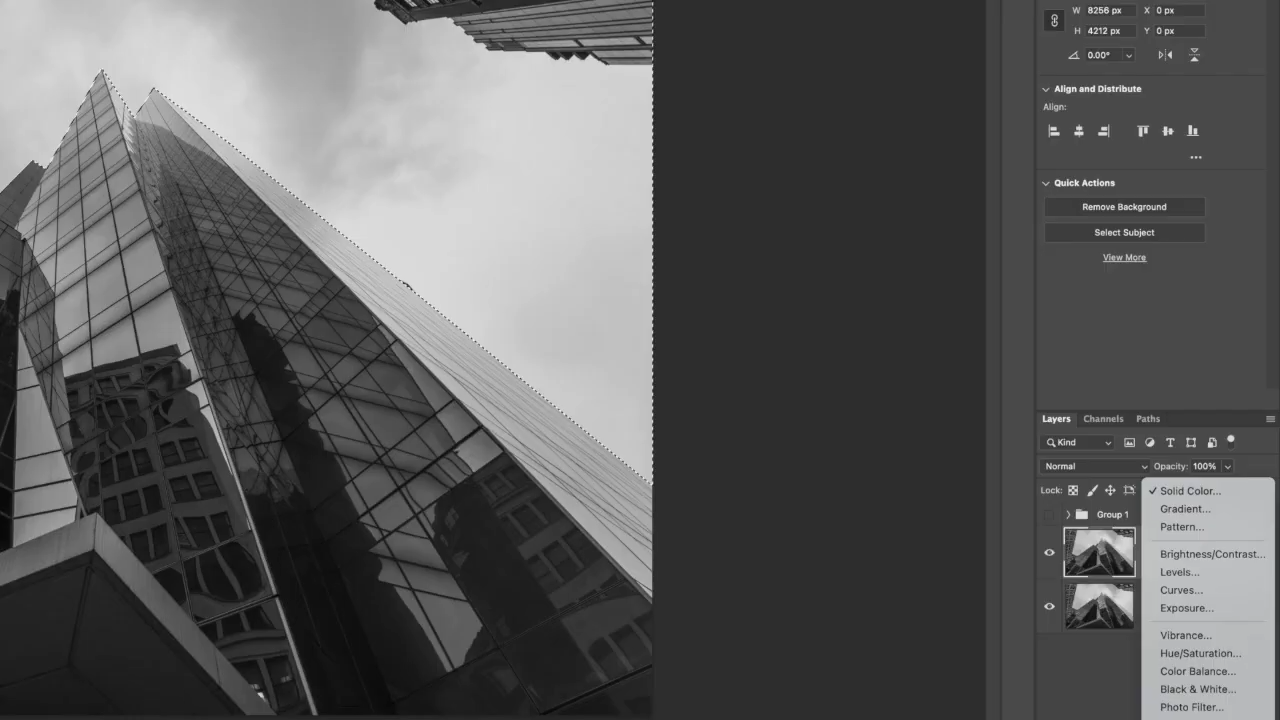 W 8256 px X 0 px
H 4212 px Y 0 px
0.00°
Align and Distribute
Align:
Quick Actions
Remove Background
Select Subject
View More
Layers Channels Paths
Kind
Normal Opacity: 100%
Lock:
Group 1
Solid Color...
Gradient...
Pattern...
Brightness/Contrast...
Levels...
Curves...
Exposure...
Vibrance...
Hue/Saturation...
Color Balance...
Black & White...
Photo Filter...